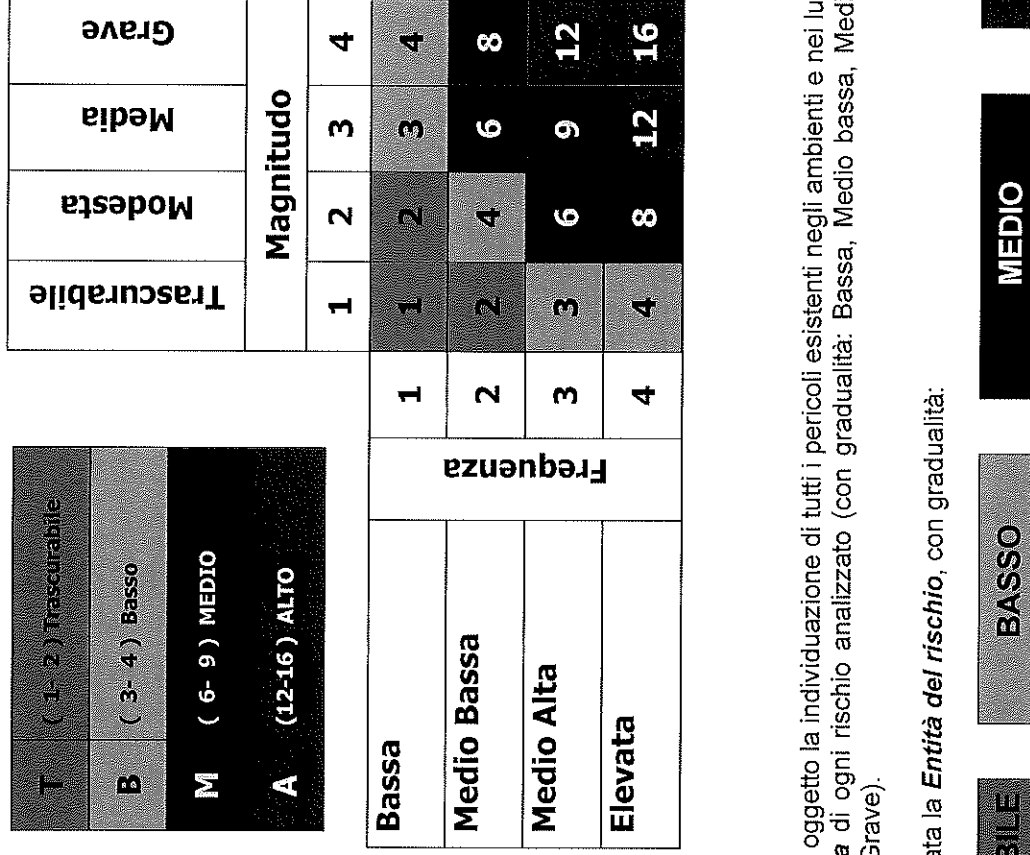 T ( 1- 2 ) Trascurabile
B ( 3- 4 ) Basso
M ( 6- 9 ) MEDIO
A (12-16 ) ALTO
Trascurabile Modesta Media Grave
Magnitudo
1 2 3 4
Frequenza
Bassa 1 1 2 3 4
Medio Bassa 2 2 4 6 8
Medio Alta 3 3 6 9 12
Elevata 4 4 8 12 16
oggetto la individuazione di tutti i pericoli esistenti negli ambienti e nei lu
a di ogni rischio analizzato (con gradualità: Bassa, Medio bassa, Medi
Grave).
ata la Entità del rischio, con gradualità:
BILE BASSO MEDIO